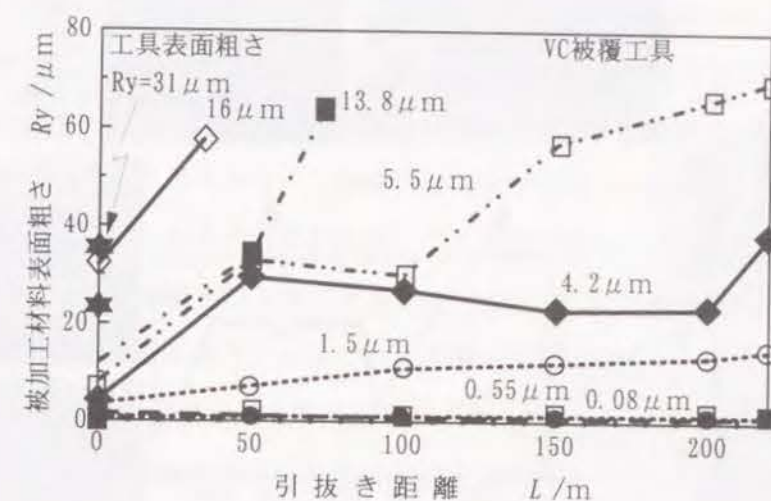 被加工材料表面粗さ Ry/μm
80
60
40
20
0
工具表面粗さ
Ry=31μm
16μm
13.8μm
VC被覆工具
5.5μm
4.2μm
1.5μm
0.55μm
0.08μm
0 50 100 150 200
引抜き距離 L/m